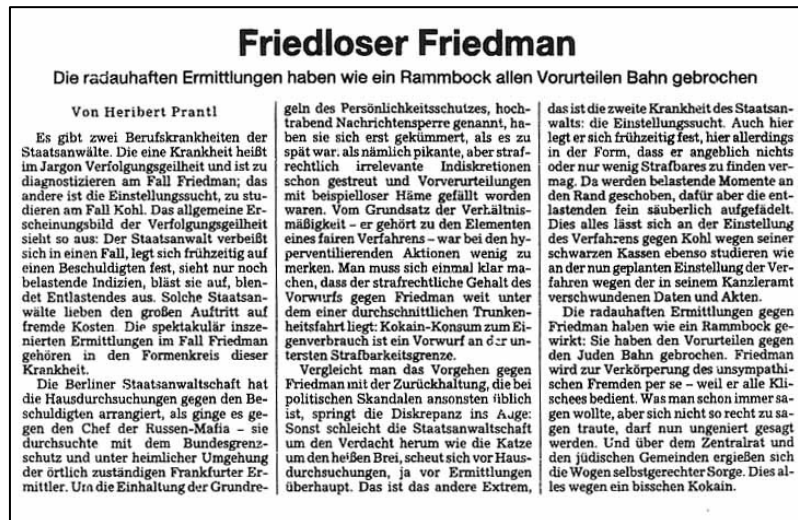 Friedloser Friedman
Die radauhaften Ermittlungen haben wie ein Rammbock allen Vorurteilen Bahn gebrochen
Von Heribert Prantl
Es gibt zwei Berufskrankheiten der
Staatsanwälte. Die eine Krankheit heißt
im Jargon Verfolgungsgeilheit und ist zu
diagnostizieren am Fall Friedman; das
andere ist die Einstellungssucht, zu stu-
dieren am Fall Kohl. Das allgemeine Er-
scheinungsbild der Verfolgungsgeilheit
sieht so aus: Der Staatsanwalt verbeißt
sich in einen Fall, legt sich frühzeitig auf
einen Beschuldigten fest, sieht nur noch
belastende Indizien, bläst sie auf, blen-
det Entlastendes aus. Solche Staatsan-
wälte lieben den großen Auftritt auf
fremde Kosten. Die spektakulär insze-
nierten Ermittlungen im Fall Friedman
gehören in den Formenkreis dieser
Krankheit.
Die Berliner Staatsanwaltschaft hat
die Hausdurchsuchungen gegen den Be-
schuldigten arrangiert, als ginge es ge-
gen den Chef der Russen-Mafia – sie
durchsuchte mit dem Bundesgrenz-
schutz und unter heimlicher Umgehung
der örtlich zuständigen Frankfurter Er-
mittler. Um die Einhaltung der Grundre-
geln des Persönlichkeitsschutzes, hoch-
trabend Nachrichtensperre genannt, ha-
ben sie sich erst gekümmert, als es zu
spät war. als nämlich pikante, aber straf-
rechtlich irrelevante Indiskretionen
schon gestreut und Vorverurteilungen
mit beispielloser Häme gefällt worden
waren. Vom Grundsatz der Verhältnis-
mäßigkeit – er gehört zu den Elementen
eines fairen Verfahrens – war bei den hy-
perventilierenden Aktionen wenig zu
merken. Man muss sich einmal klar ma-
chen, dass der strafrechtliche Gehalt des
Vorwurfs gegen Friedman weit unter
dem einer durchschnittlichen Trunken-
heitsfahrt liegt: Kokain-Konsum zum Ei-
genverbrauch ist ein Vorwurf an der un-
tersten Strafbarkeitsgrenze.
Vergleicht man das Vorgehen gegen
Friedman mit der Zurückhaltung, die bei
politischen Skandalen ansonsten üblich
ist, springt die Diskrepanz ins Auge:
Sonst schleicht die Staatsanwaltschaft
um den Verdacht herum wie die Katze
um den heißen Brei, scheut sich vor Haus-
durchsuchungen, ja vor Ermittlungen
überhaupt. Das ist das andere Extrem,
das ist die zweite Krankheit des Staatsan-
walts: die Einstellungssucht. Auch hier
legt er sich frühzeitig fest, hier allerdings
in der Form, dass er angeblich nichts
oder nur wenig Strafbares zu finden ver-
mag. Da werden belastende Momente an
den Rand geschoben, dafür aber die ent-
lastenden fein säuberlich aufgefädelt.
Dies alles lässt sich an der Einstellung
des Verfahrens gegen Kohl wegen seiner
schwarzen Kassen ebenso studieren wie
an der nun geplanten Einstellung der Ver-
fahren wegen der in seinem Kanzleramt
verschwundenen Daten und Akten.
Die radauhaften Ermittlungen gegen
Friedman haben wie ein Rammbock ge-
wirkt: Sie haben den Vorurteilen gegen
den Juden Bahn gebrochen. Friedman
wird zur Verkörperung des unsympathi-
schen Fremden per se – weil er alle Kli-
schees bedient. Was man schon immer sa-
gen wollte, aber sich nicht so recht zu sa-
gen traute, darf nun ungeniert gesagt
werden. Und über dem Zentralrat und
den jüdischen Gemeinden ergießen sich
die Wogen selbstgerechter Sorge. Dies al-
les wegen ein bisschen Kokain.